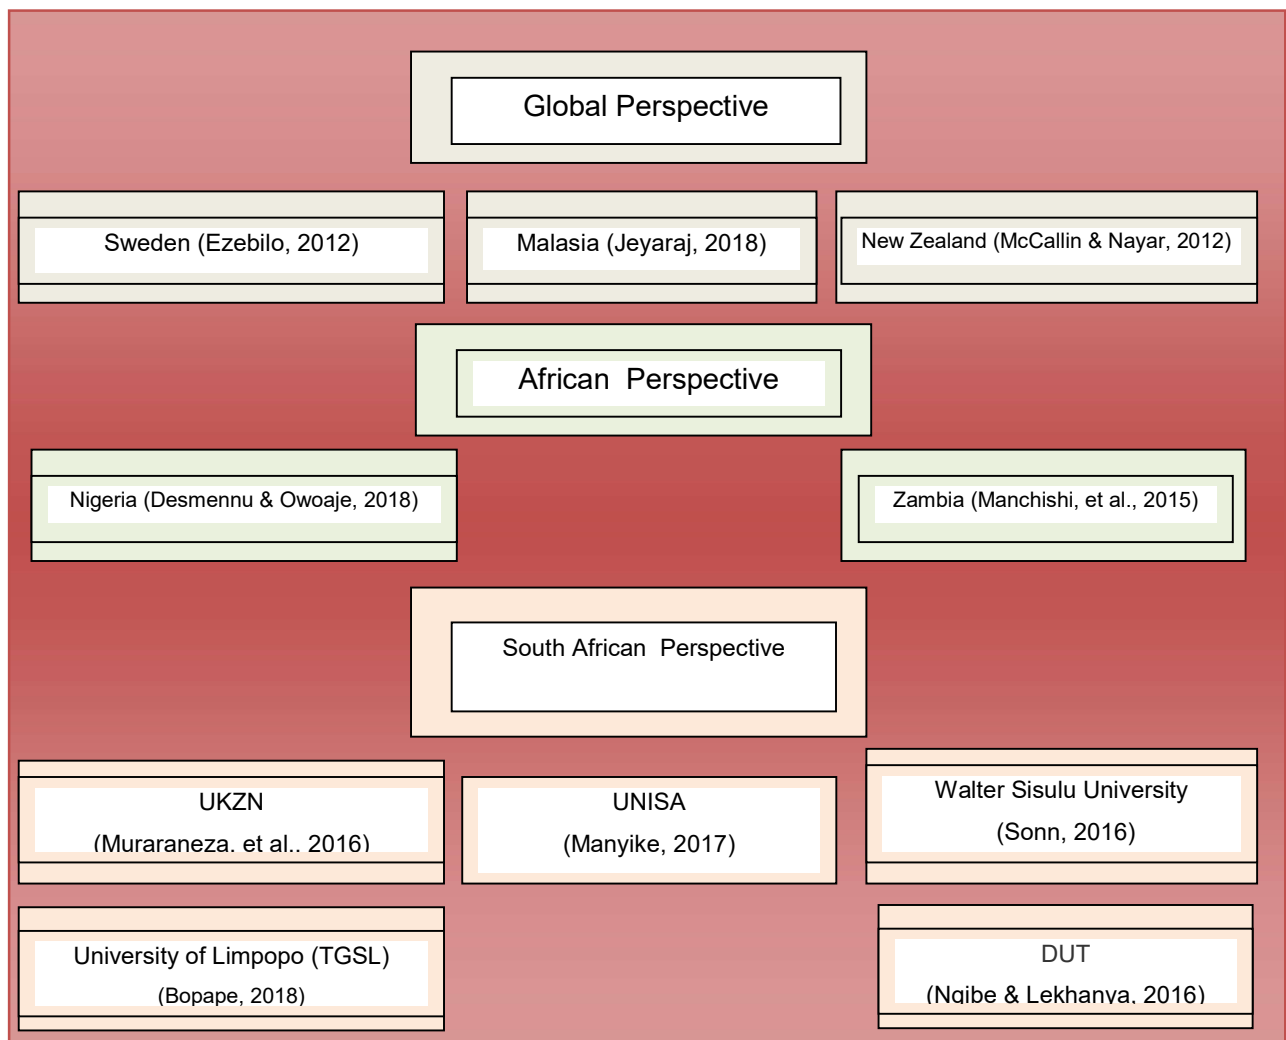 Global Perspective
Sweden (Ezebilo, 2012)
Malasia (Jeyaraj, 2018)
New Zealand (McCallin & Nayar, 2012)
African Perspective
Nigeria (Desmennu & Owoaje, 2018)
Zambia (Manchishi, et al., 2015)
South African Perspective
UKZN
(Muraraneza. et al.. 2016)
UNISA
(Manyike, 2017)
Walter Sisulu University
(Sonn, 2016)
University of Limpopo (TGSL)
(Bopape, 2018)
DUT
(Ngibe & Lekhanya, 2016)